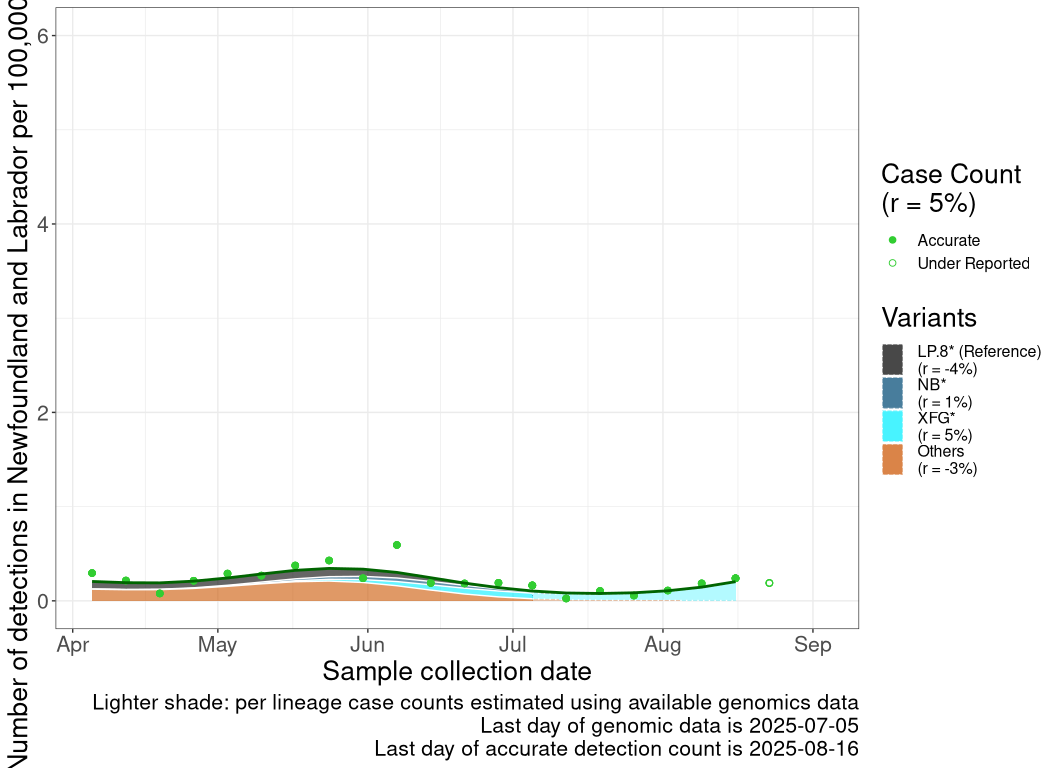 Number of detections in Newfoundland and Labrador per 100,000
6
4
2
0
Apr May Jun Jul Aug Sep
Sample collection date
Lighter shade: per lineage case counts estimated using available genomics data
Last day of genomic data is 2025-07-05
Last day of accurate detection count is 2025-08-16
Case Count
(r = 5%)
Accurate
Under Reported
Variants
LP.8* (Reference)
(r = -4%)
NB*
(r = 1%)
XFG*
(r = 5%)
Others
(r = -3%)